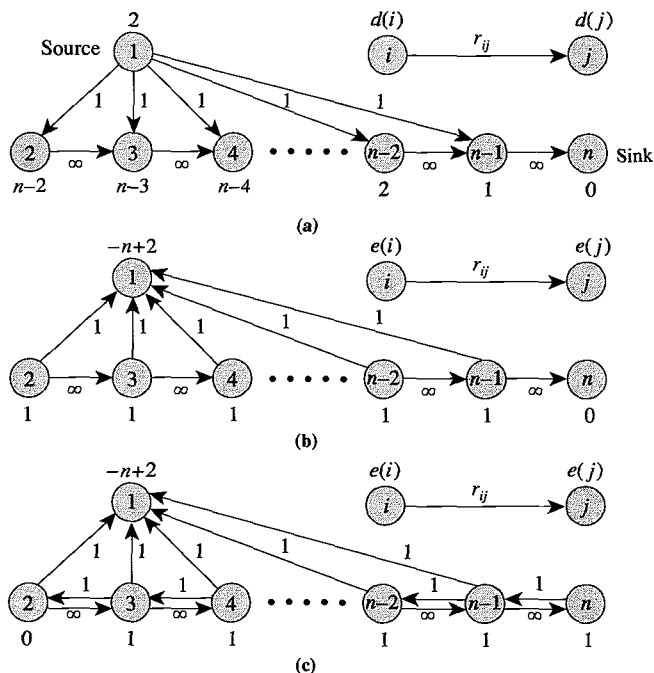 2
d(i) d(j)
Source 1 i r_ij j
1 1 1 1 1
2 ∞ 3 ∞ 4 n–2 ∞ n–1 ∞ n Sink
n–2 n–3 n–4 2 1 0
(a)
–n+2 e(i) e(j)
1 i r_ij j
1
1 1 1 1
2 ∞ 3 ∞ 4 n–2 ∞ n–1 ∞ n
1 1 1 1 1 0
(b)
–n+2 e(i) e(j)
1 i r_ij j
1 1 1 1 1
1 1 1 1
2 ∞ 3 ∞ 4 n–2 ∞ n–1 ∞ n
0 1 1 1 1 1
(c)